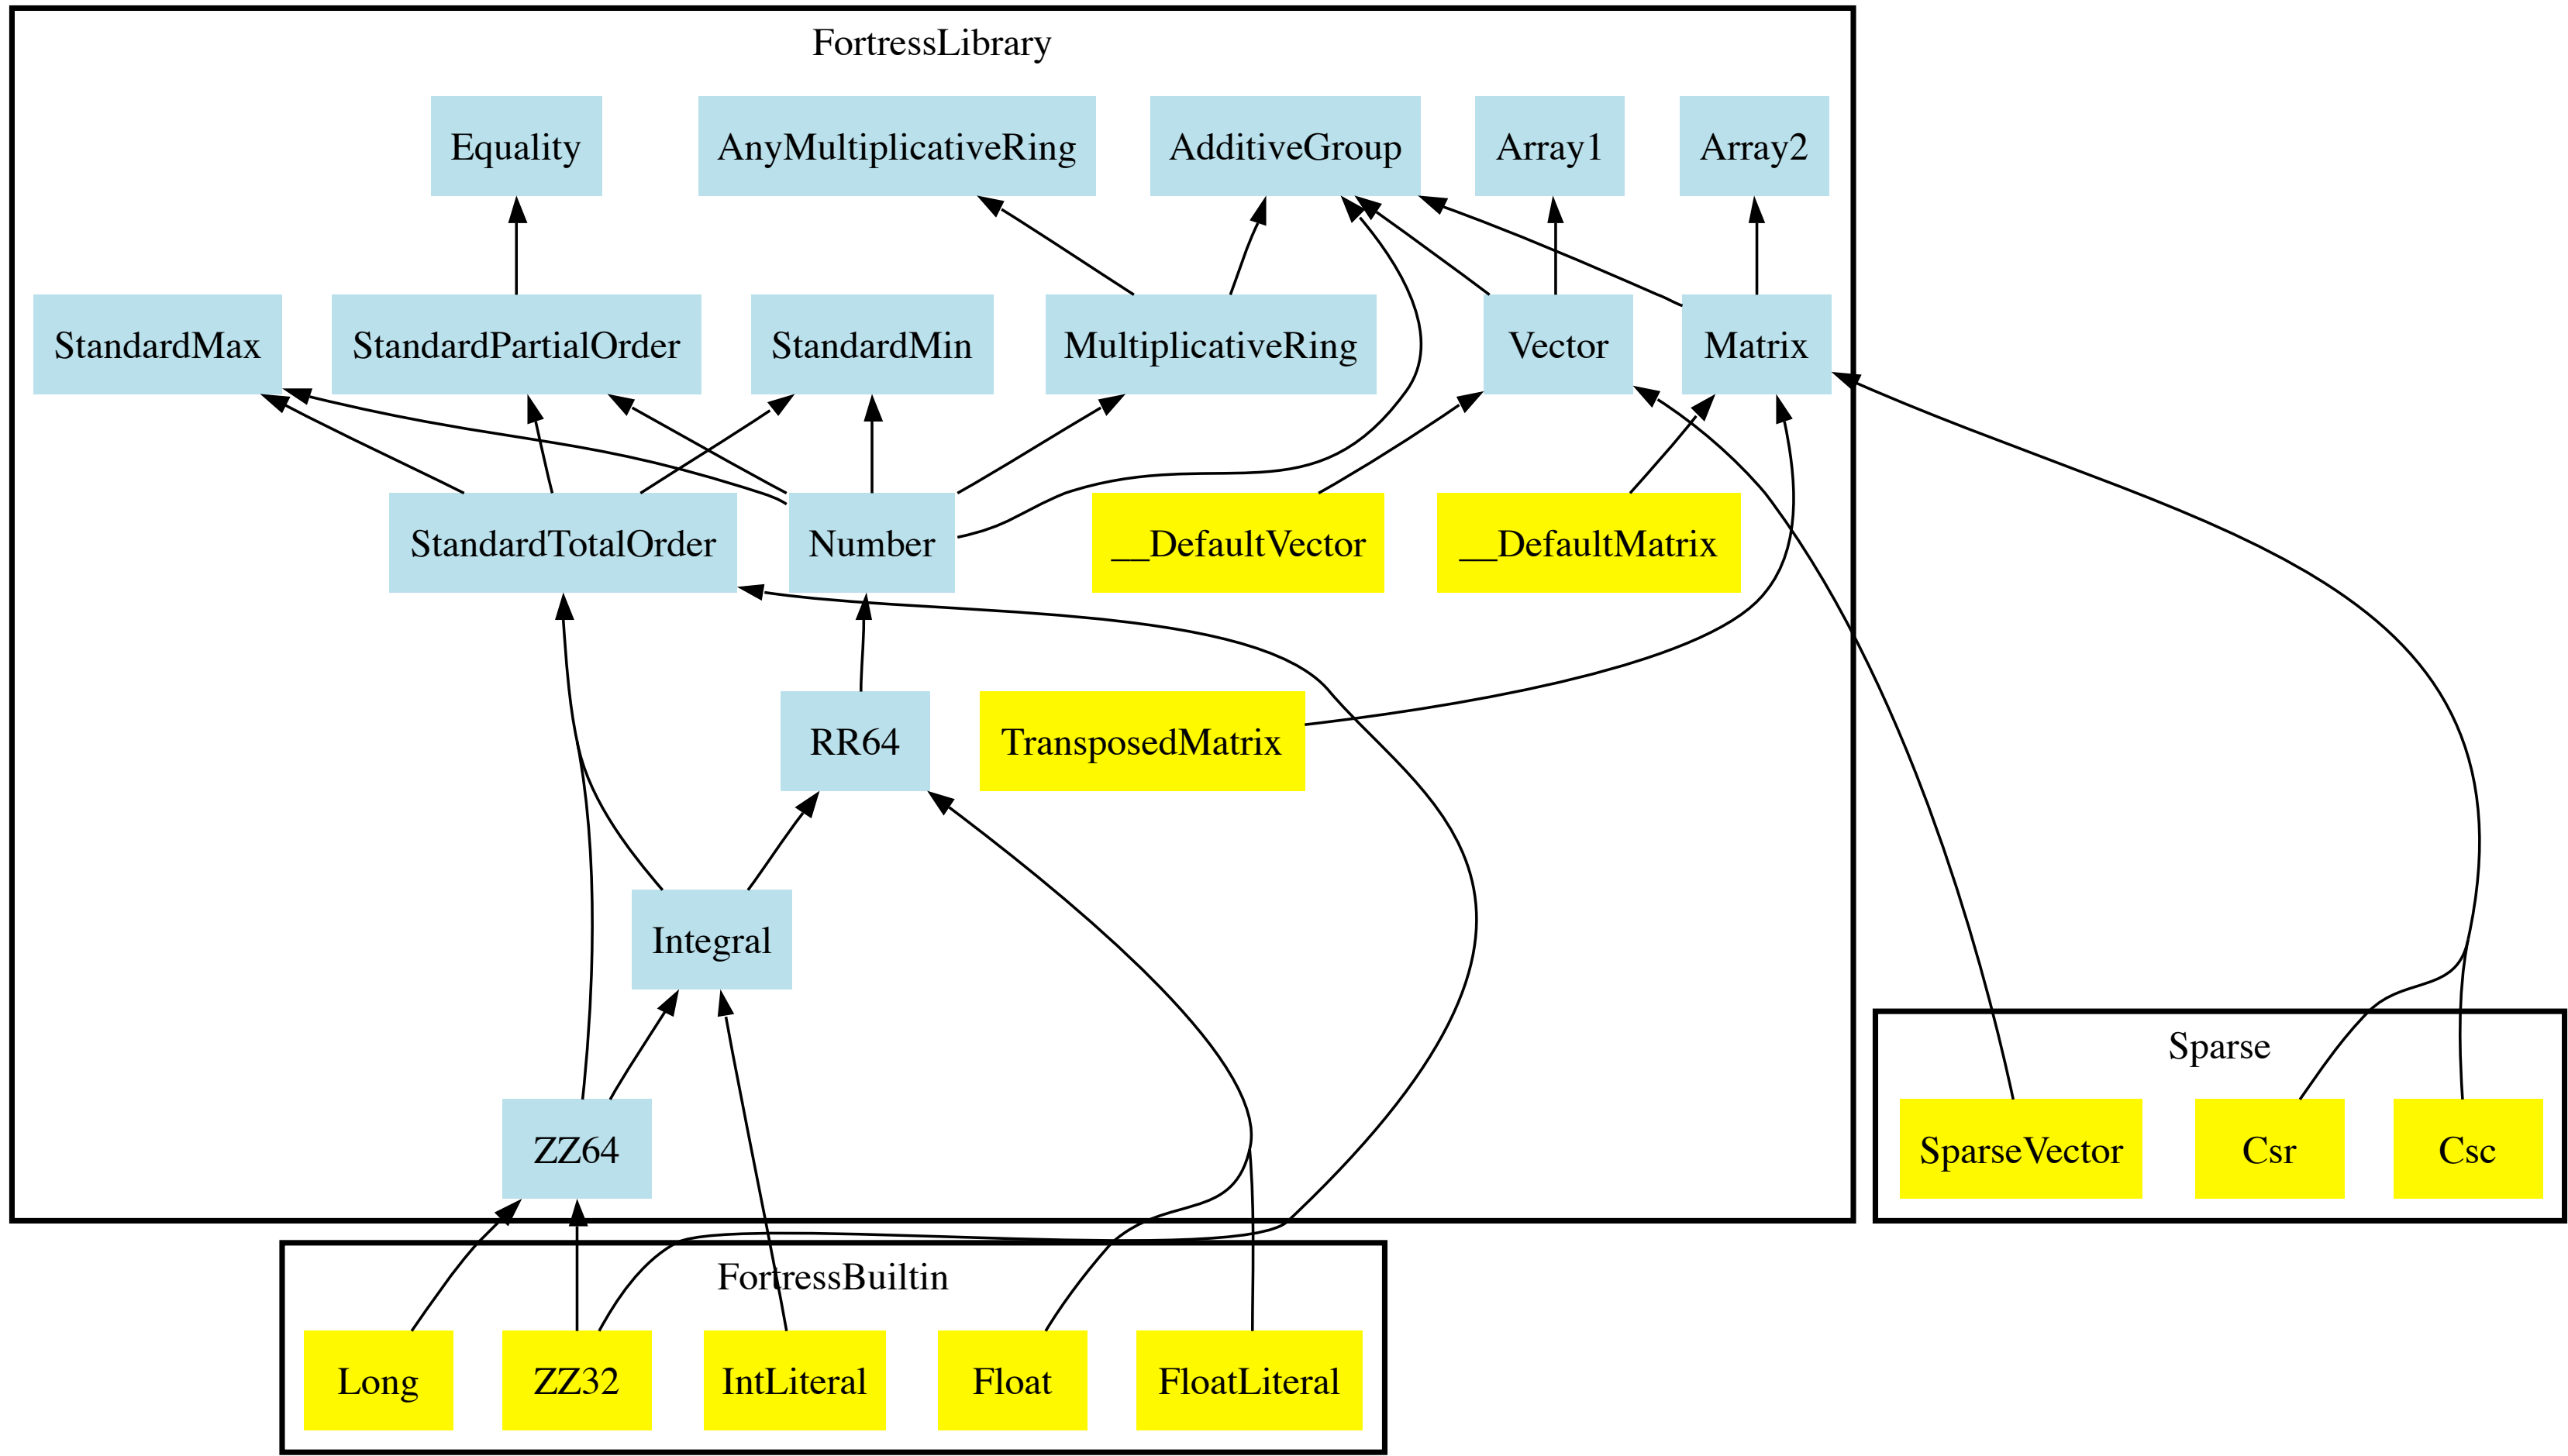 FortressLibrary
Equality
AnyMultiplicativeRing
AdditiveGroup
Array1
Array2
StandardMax
StandardPartialOrder
StandardMin
MultiplicativeRing
Vector
Matrix
StandardTotalOrder
Number
__DefaultVector
__DefaultMatrix
RR64
TransposedMatrix
Integral
Sparse
ZZ64
SparseVector
Csr
Csc
FortressBuiltin
Long
ZZ32
IntLiteral
Float
FloatLiteral